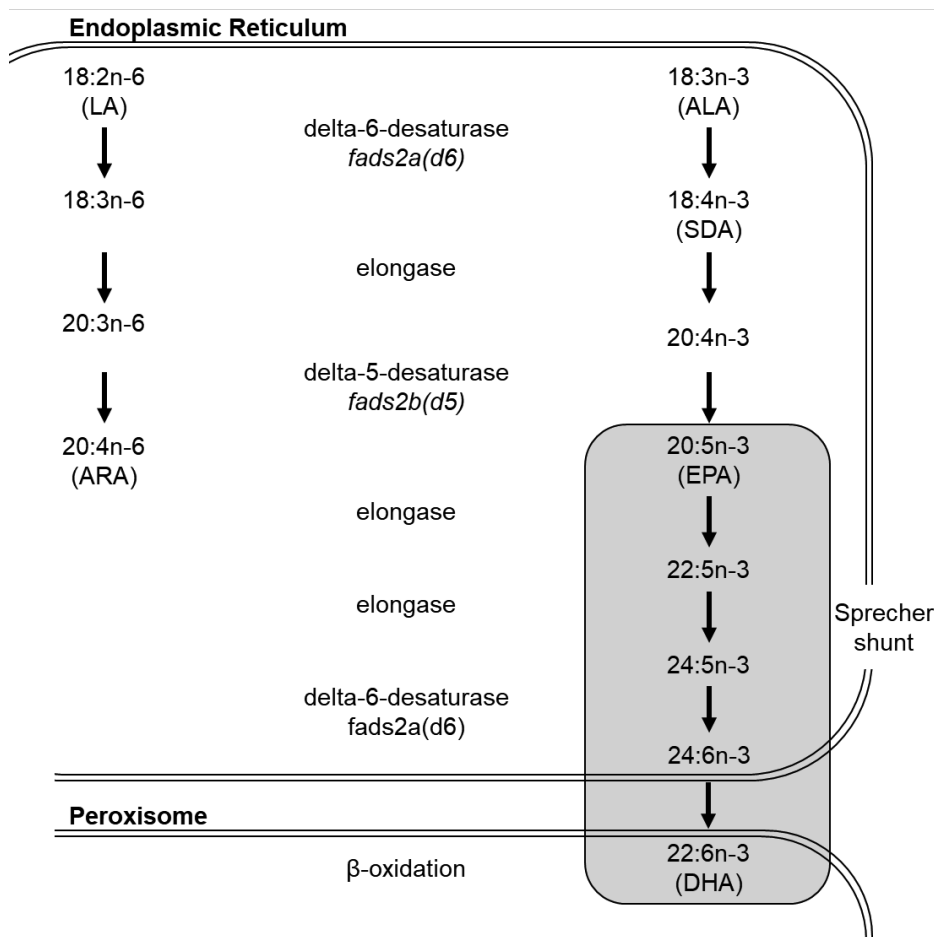 Endoplasmic Reticulum
18:2n-6
(LA)
18:3n-3
(ALA)
delta-6-desaturase
fads2a(d6)
18:3n-6
18:4n-3
(SDA)
elongase
20:3n-6
20:4n-3
delta-5-desaturase
fads2b(d5)
20:4n-6
(ARA)
20:5n-3
(EPA)
elongase
22:5n-3
elongase
Sprecher
shunt
24:5n-3
delta-6-desaturase
fads2a(d6)
24:6n-3
Peroxisome
β-oxidation
22:6n-3
(DHA)